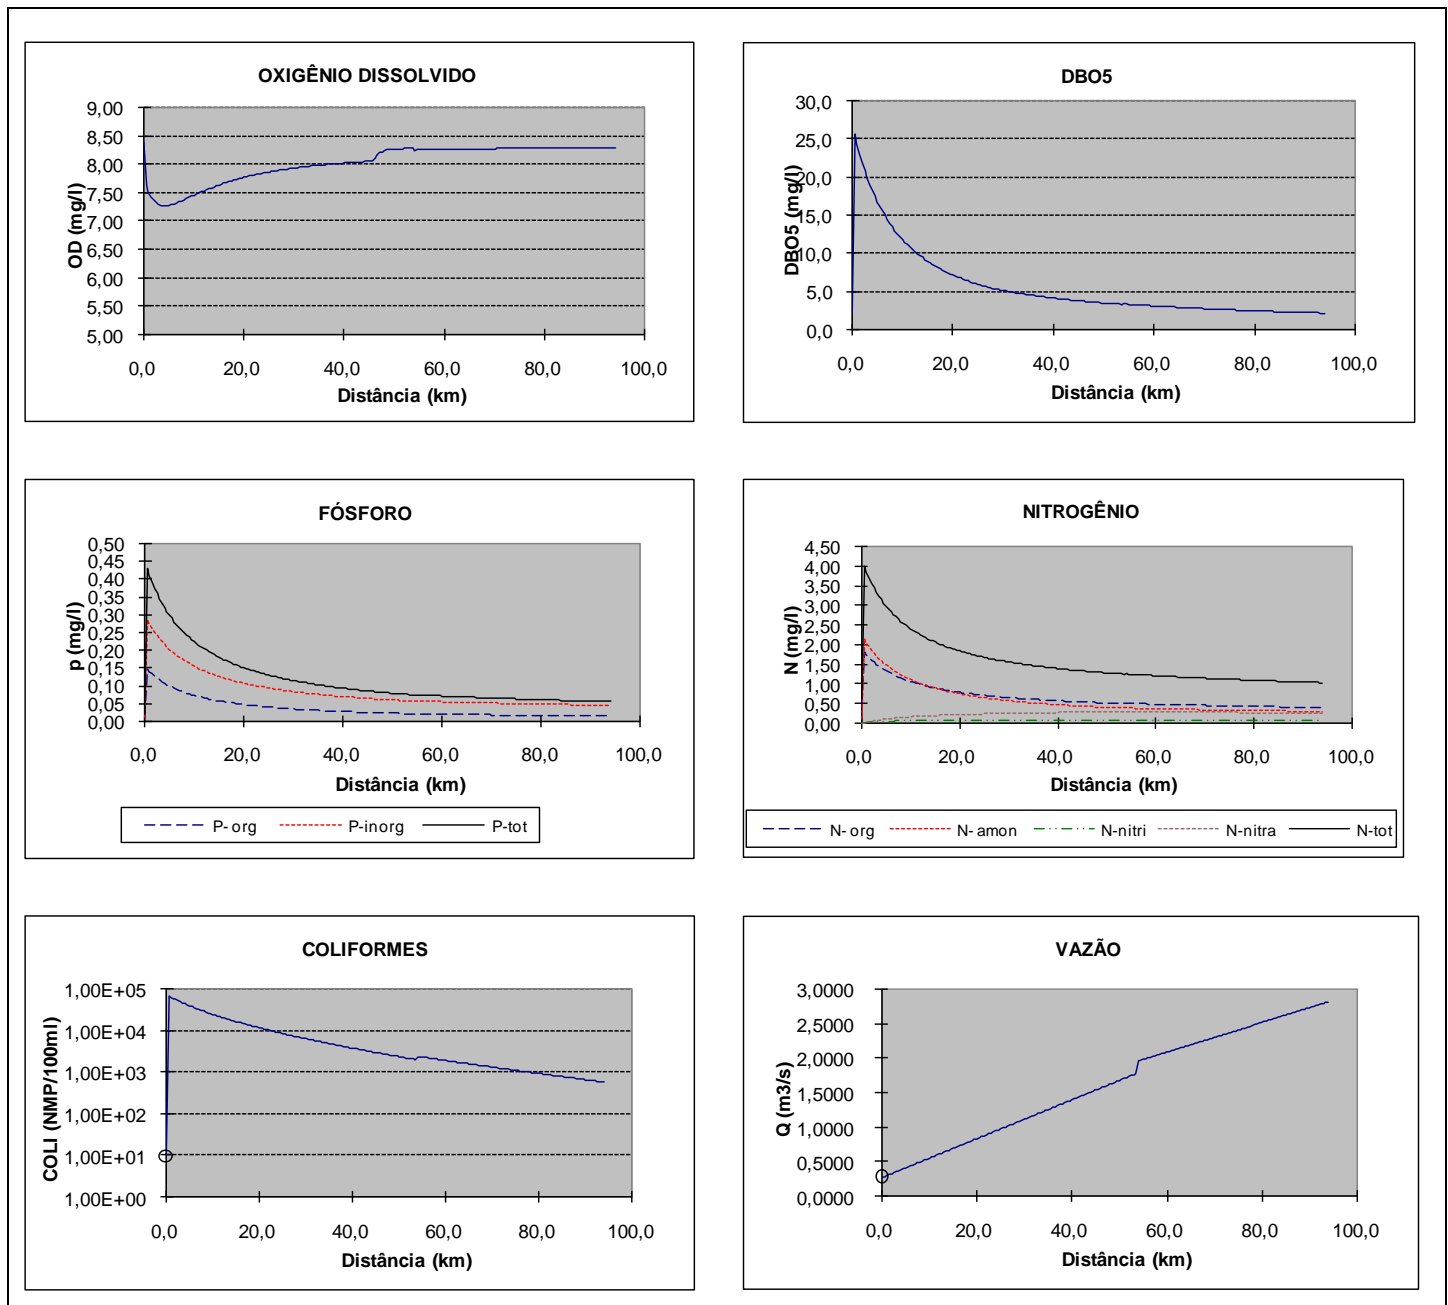 OXIGÊNIO DISSOLVIDO
OD (mg/l)
9,00
8,50
8,00
7,50
7,00
6,50
6,00
5,50
5,00
0,0 20,0 40,0 60,0 80,0 100,0
Distância (km)
DBO5
DBO5 (mg/l)
30,0
25,0
20,0
15,0
10,0
5,0
0,0
0,0 20,0 40,0 60,0 80,0 100,0
Distância (km)
FÓSFORO
p (mg/l)
0,50
0,45
0,40
0,35
0,30
0,25
0,20
0,15
0,10
0,05
0,00
0,0 20,0 40,0 60,0 80,0 100,0
Distância (km)
P-org P-inorg P-tot
NITROGÊNIO
N (mg/l)
4,50
4,00
3,50
3,00
2,50
2,00
1,50
1,00
0,50
0,00
0,0 20,0 40,0 60,0 80,0 100,0
Distância (km)
N-org N-amon N-nitri N-nitra N-tot
COLIFORMES
COLI (NMP/100ml)
1,00E+05
1,00E+04
1,00E+03
1,00E+02
1,00E+01
1,00E+00
0,0 20,0 40,0 60,0 80,0 100,0
Distância (km)
VAZÃO
Q (m3/s)
3,0000
2,5000
2,0000
1,5000
1,0000
0,5000
0,0000
0,0 20,0 40,0 60,0 80,0 100,0
Distância (km)